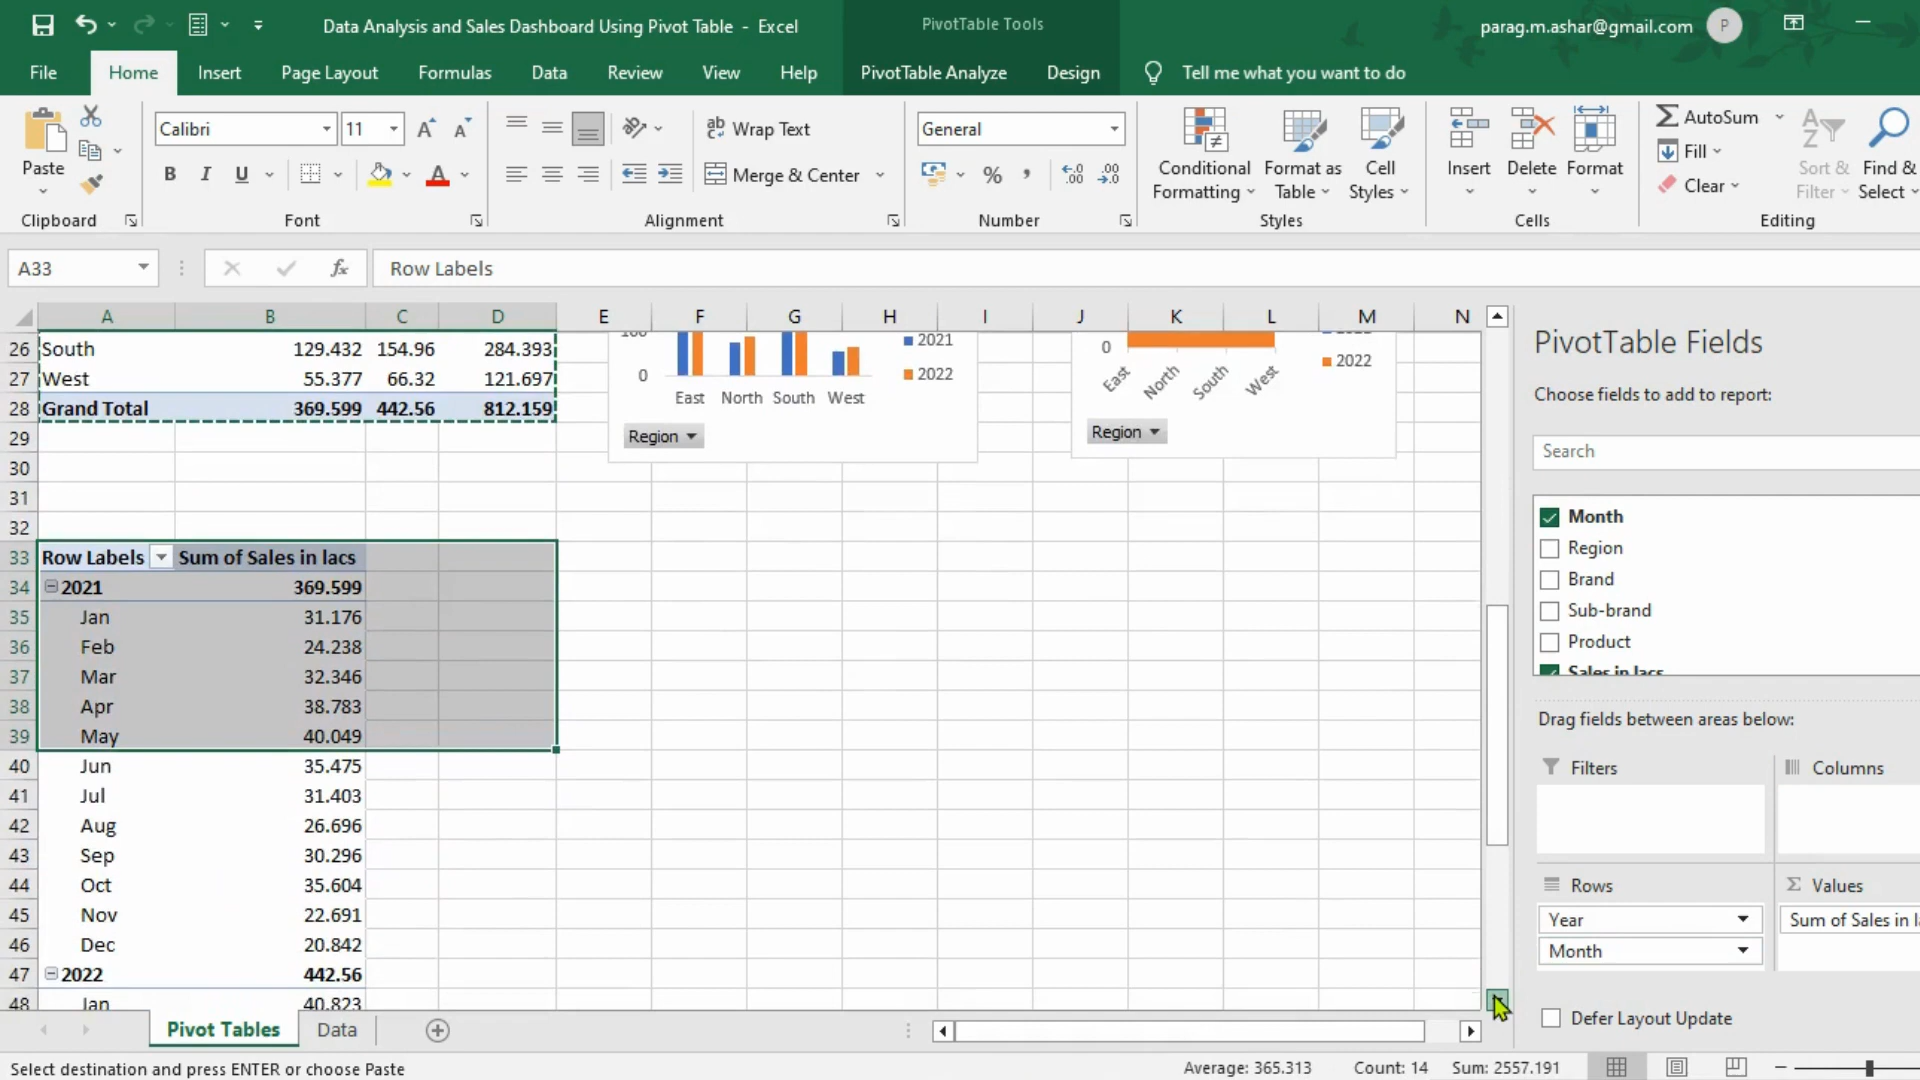 Data Analysis and Sales Dashboard Using Pivot Table - Excel
PivotTable Tools
parag.m.ashar@gmail.com
P
File Home Insert Page Layout Formulas Data Review View Help PivotTable Analyze Design Tell me what you want to do
Calibri 11 ab Wrap Text General AutoSum
Fill
Paste B I U Merge & Center % Conditional Format as Cell Insert Delete Format Clear Sort & Find &
Formatting Table Styles Filter Select
Clipboard Font Alignment Number Styles Cells Editing
A33 fx Row Labels
A B C D E F G H I J K L M N
26 South 129.432 154.96 284.393
27 West 55.377 66.32 121.697
28 Grand Total 369.599 442.56 812.159
29
30
31
32
33 Row Labels Sum of Sales in lacs
34 2021 369.599
35 Jan 31.176
36 Feb 24.238
37 Mar 32.346
38 Apr 38.783
39 May 40.049
40 Jun 35.475
41 Jul 31.403
42 Aug 26.696
43 Sep 30.296
44 Oct 35.604
45 Nov 22.691
46 Dec 20.842
47 2022 442.56
48 Jan 40.823
2021
0 2022
East North South West
Region
0 2022
East North South West
Region
PivotTable Fields
Choose fields to add to report:
Search
Month
Region
Brand
Sub-brand
Product
Sales in lacs
Drag fields between areas below:
Filters Columns
Rows Σ Values
Year Sum of Sales in
Month
Defer Layout Update
Pivot Tables Data
Select destination and press ENTER or choose Paste Average: 365.313 Count: 14 Sum: 2557.191